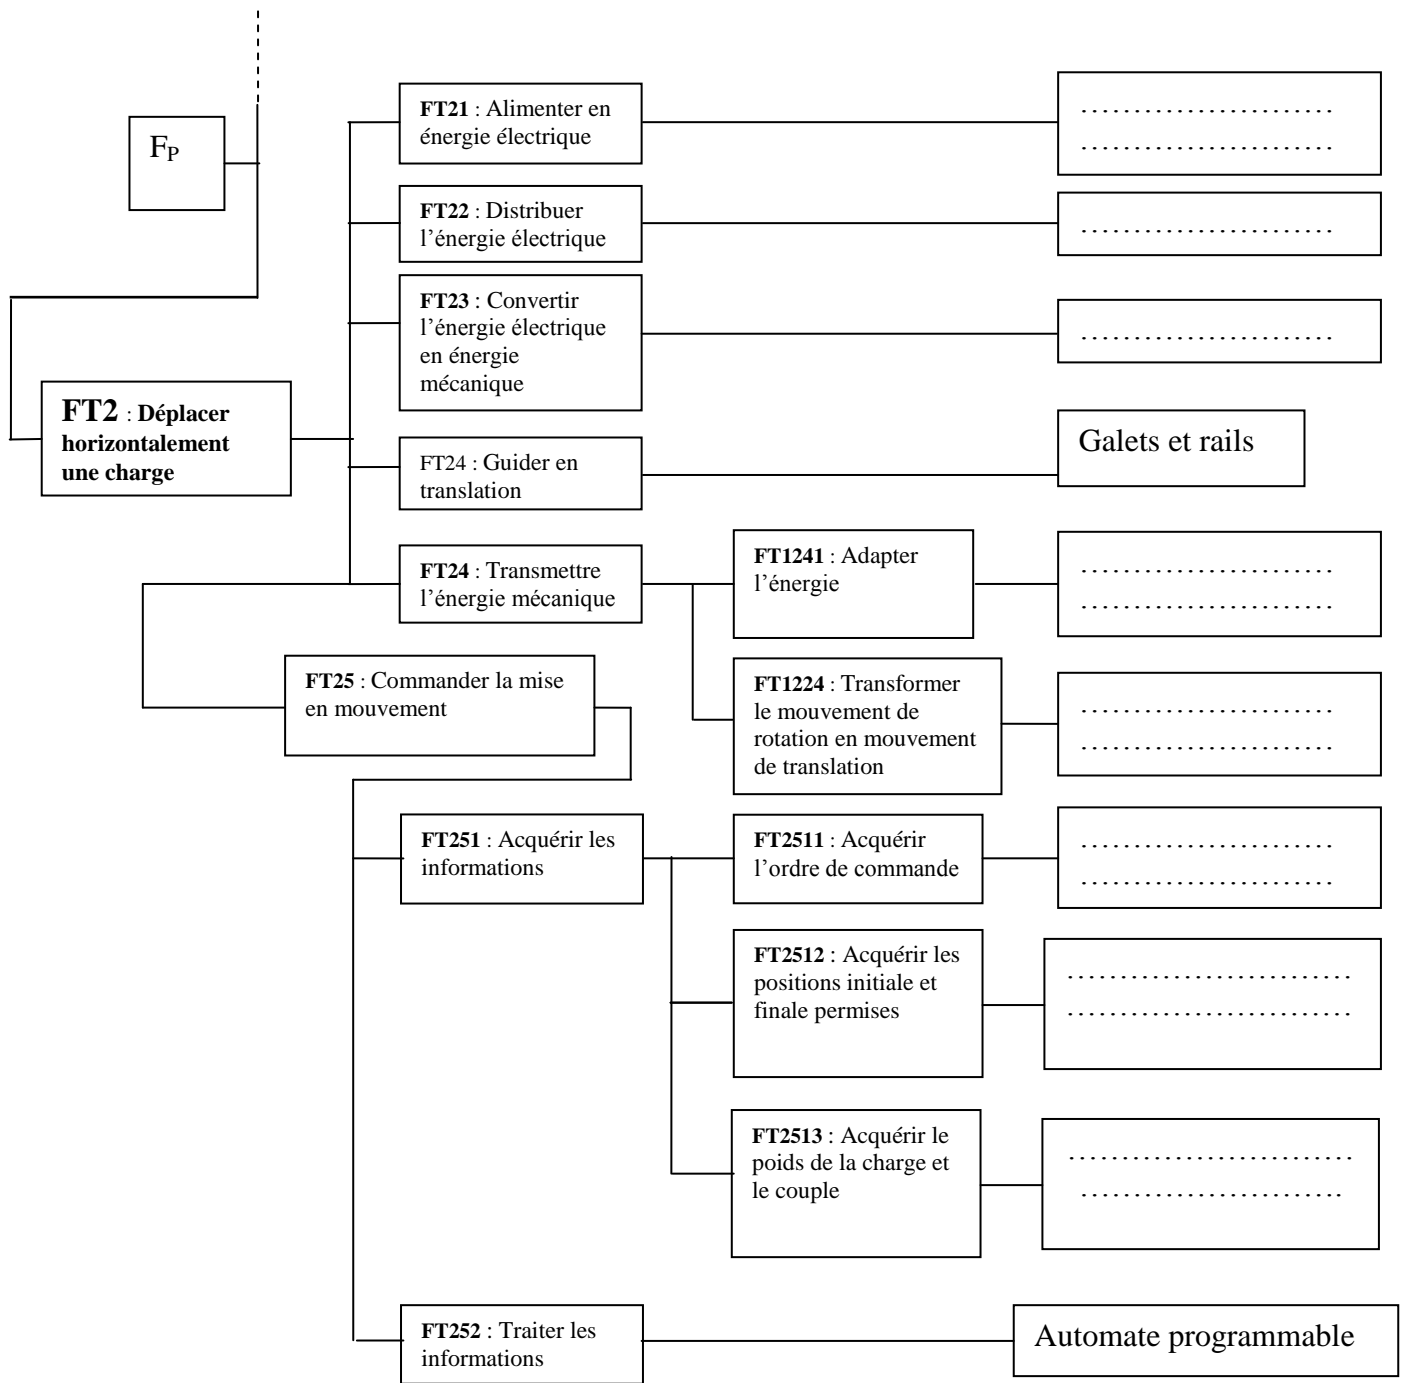 F_P
FT21 : Alimenter en
énergie électrique
……………………
……………………
FT22 : Distribuer
l’énergie électrique
……………………
FT23 : Convertir
l’énergie électrique
en énergie
mécanique
……………………
FT2 : Déplacer
horizontalement
une charge
FT24 : Guider en
translation
Galets et rails
FT24 : Transmettre
l’énergie mécanique
FT1241 : Adapter
l’énergie
……………………
……………………
FT25 : Commander la mise
en mouvement
FT1224 : Transformer
le mouvement de
rotation en mouvement
de translation
……………………
……………………
FT251 : Acquérir les
informations
FT2511 : Acquérir
l’ordre de commande
……………………
……………………
FT2512 : Acquérir les
positions initiale et
finale permises
………………………
………………………
FT2513 : Acquérir le
poids de la charge et
le couple
………………………
……………………
FT252 : Traiter les
informations
Automate programmable